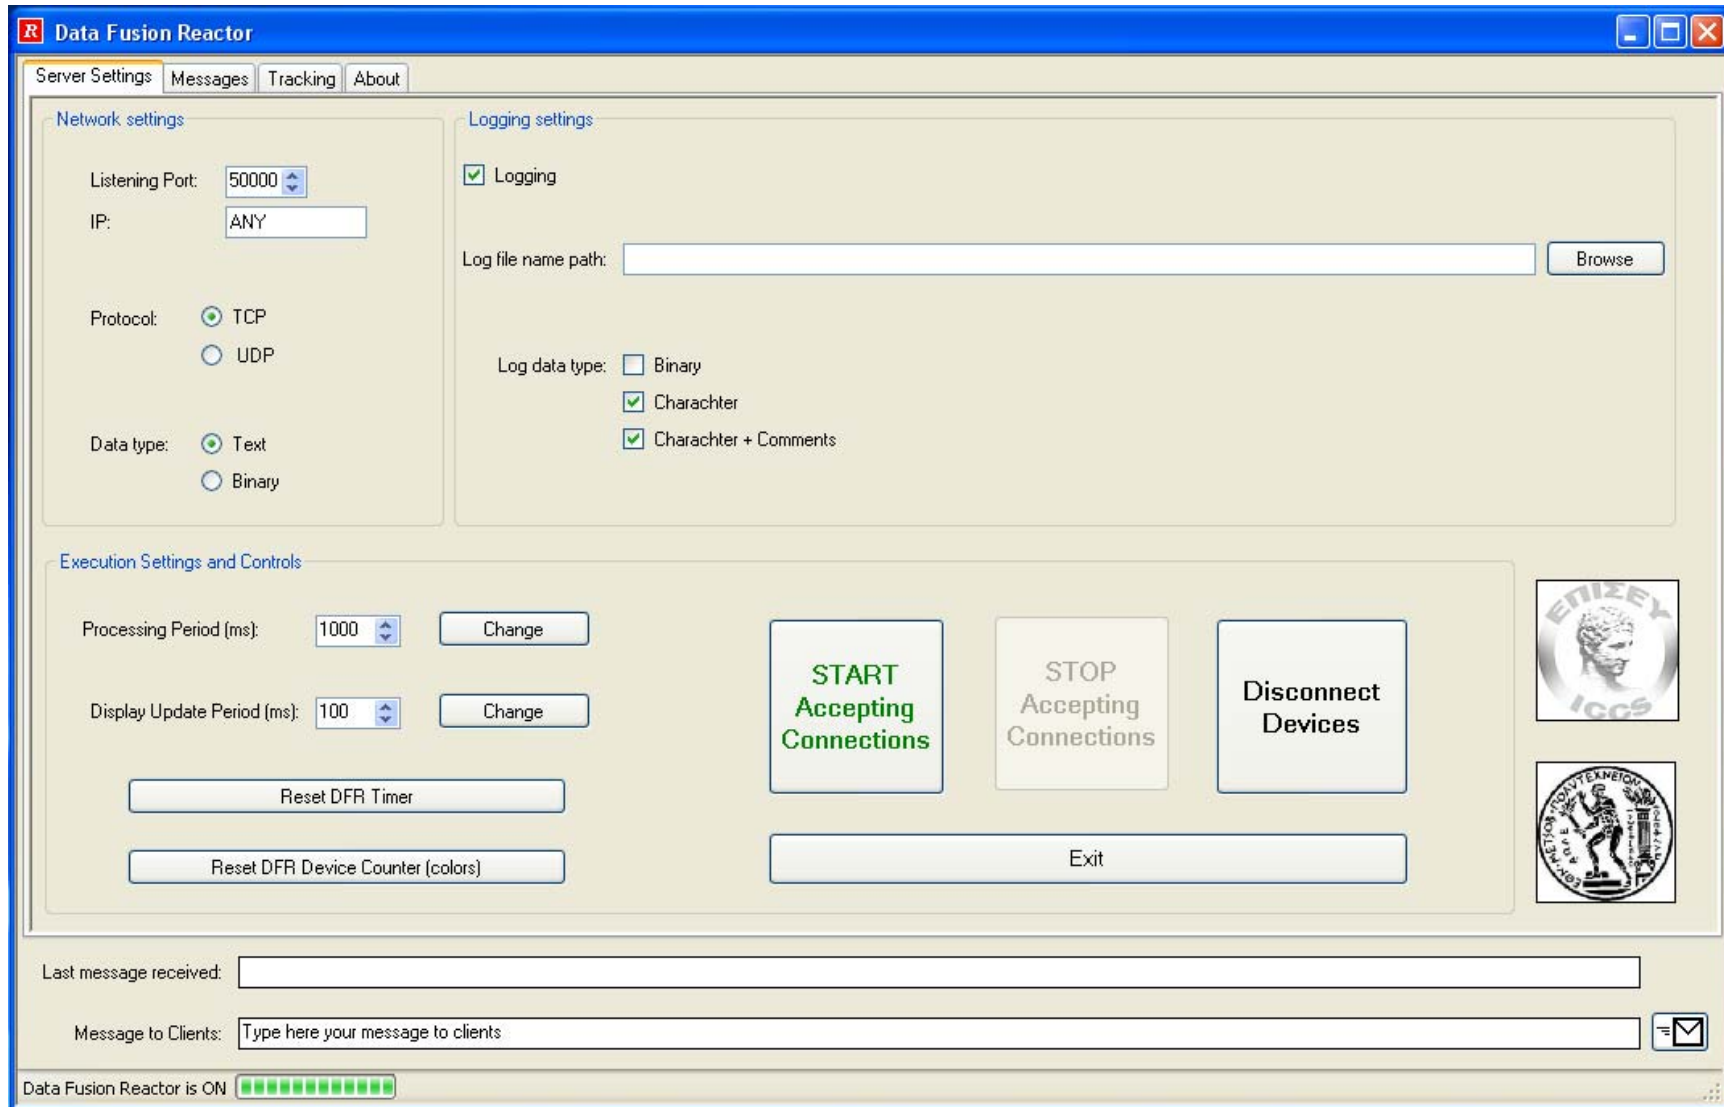 R Data Fusion Reactor
Server Settings Messages Tracking About
Network settings
Listening Port: 50000
IP: ANY
Protocol: TCP
UDP
Data type: Text
Binary
Logging settings
Logging
Log file name path: Browse
Log data type: Binary
Charachter
Charachter + Comments
Execution Settings and Controls
Processing Period (ms): 1000 Change
Display Update Period (ms): 100 Change
Reset DFR Timer
Reset DFR Device Counter (colors)
START
Accepting
Connections
STOP
Accepting
Connections
Disconnect
Devices
Exit
ΕΠΙΣΕΥ
ICCS
Last message received:
Message to Clients: Type here your message to clients
Data Fusion Reactor is ON